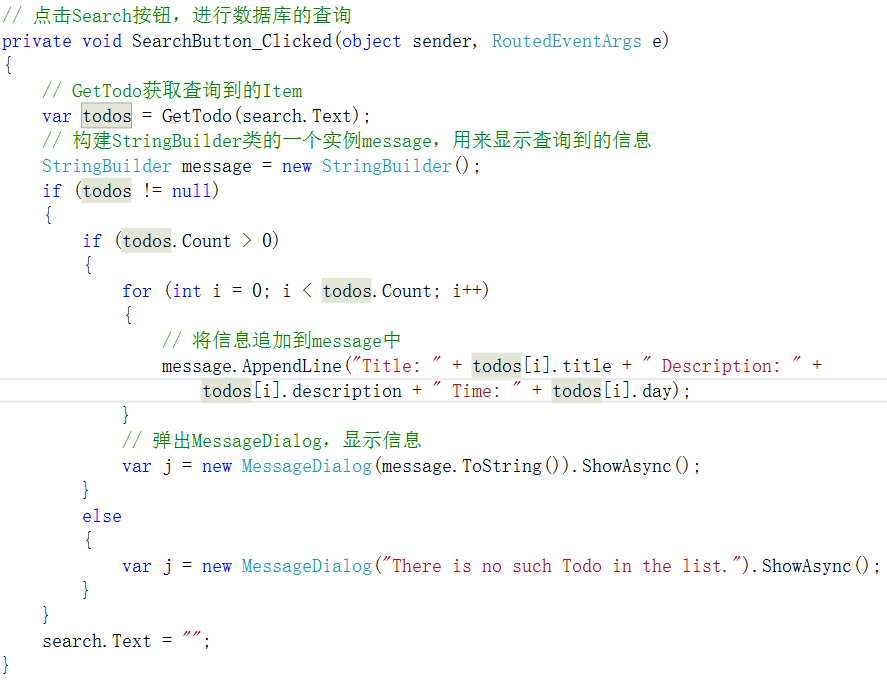 // 点击Search按钮，进行数据库的查询
private void SearchButton_Clicked(object sender, RoutedEventArgs e)
{
    // GetTodo获取查询到的Item
    var todos = GetTodo(search.Text);
    // 构建StringBuilder类的一个实例message，用来显示查询到的信息
    StringBuilder message = new StringBuilder();
    if (todos != null)
    {
        if (todos.Count > 0)
        {
            for (int i = 0; i < todos.Count; i++)
            {
                // 将信息追加到message中
                message.AppendLine("Title: " + todos[i].title + " Description: " +
                    todos[i].description + " Time: " + todos[i].day);
            }
            // 弹出MessageDialog，显示信息
            var j = new MessageDialog(message.ToString()).ShowAsync();
        }
        else
        {
            var j = new MessageDialog("There is no such Todo in the list.").ShowAsync();
        }
    }
    search.Text = "";
}